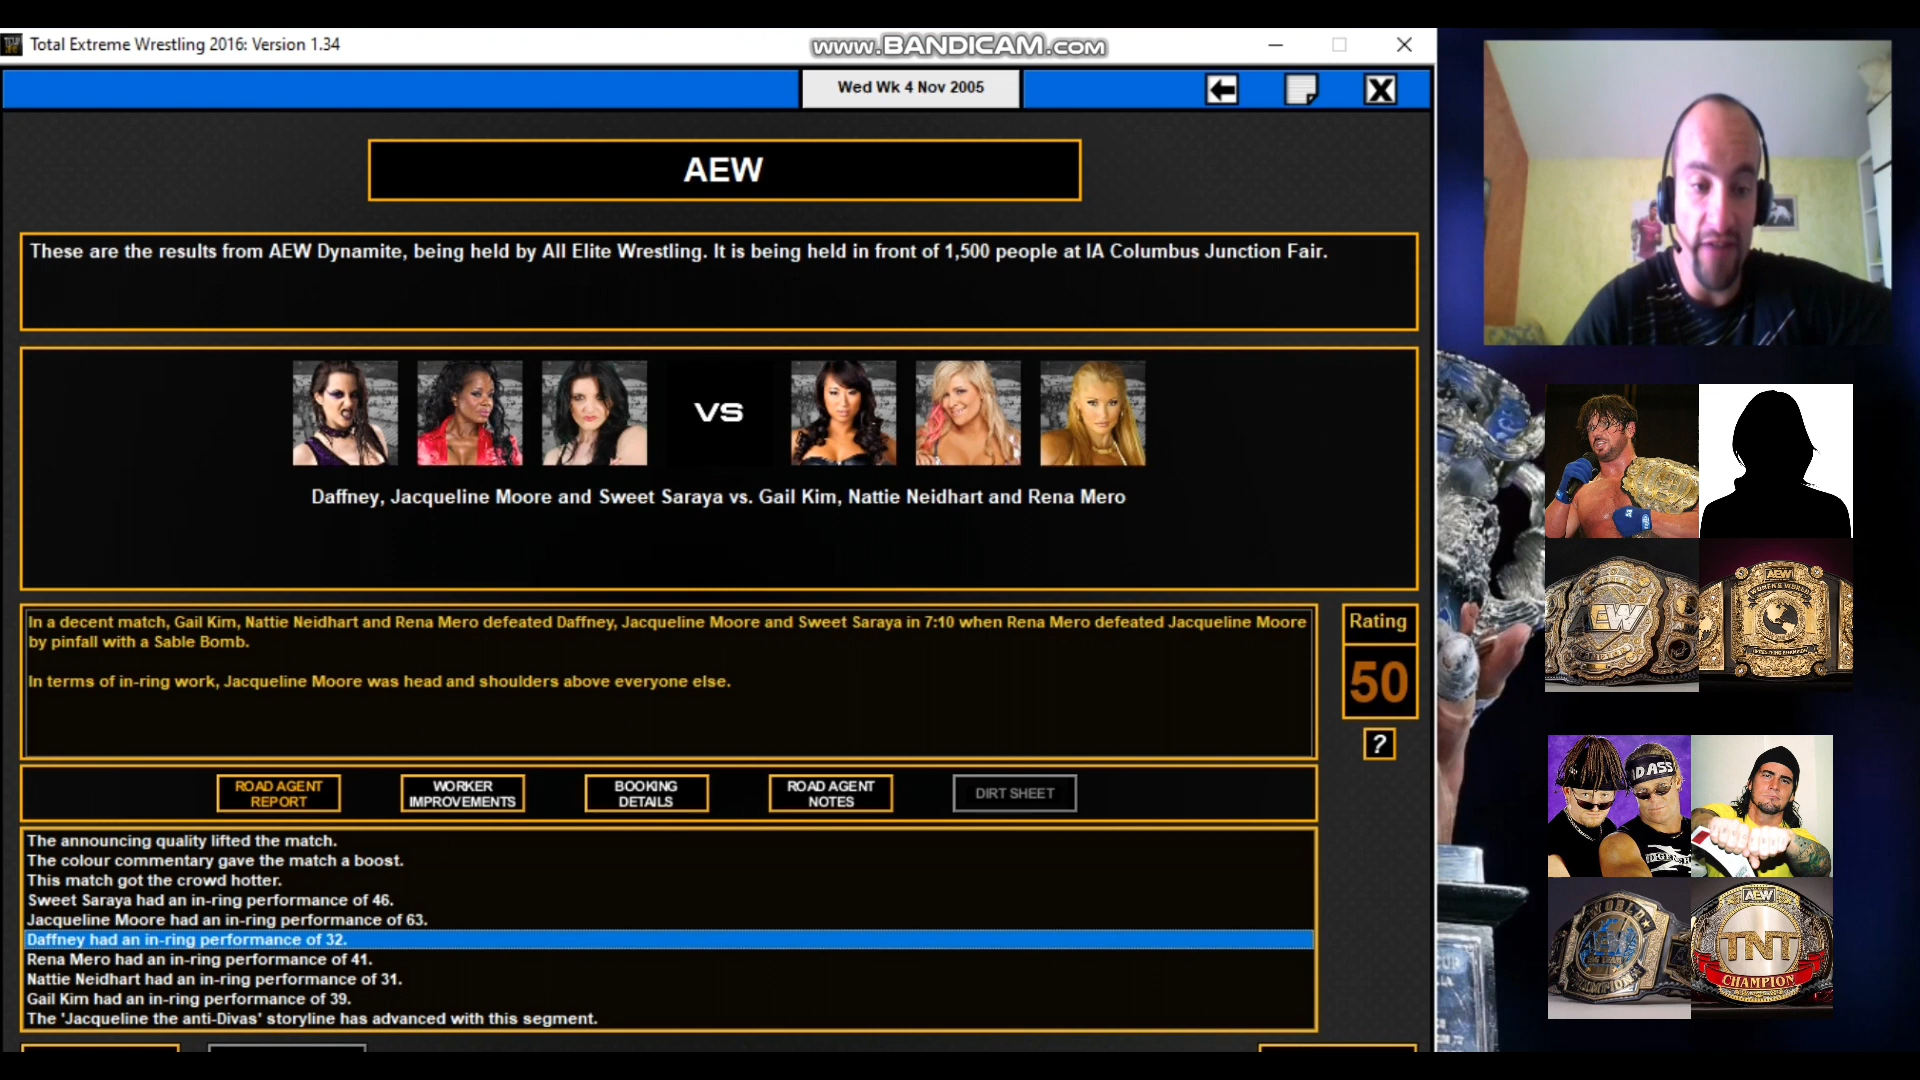 Total Extreme Wrestling 2016: Version 1.34
www.BANDICAM.com
Wed Wk 4 Nov 2005
AEW
These are the results from AEW Dynamite, being held by All Elite Wrestling. It is being held in front of 1,500 people at IA Columbus Junction Fair.
VS
Daffney, Jacqueline Moore and Sweet Saraya vs. Gail Kim, Nattie Neidhart and Rena Mero
In a decent match, Gail Kim, Nattie Neidhart and Rena Mero defeated Daffney, Jacqueline Moore and Sweet Saraya in 7:10 when Rena Mero defeated Jacqueline Moore
by pinfall with a Sable Bomb.
In terms of in-ring work, Jacqueline Moore was head and shoulders above everyone else.
Rating
50
?
ROAD AGENT
REPORT
WORKER
IMPROVEMENTS
BOOKING
DETAILS
ROAD AGENT
NOTES
DIRT SHEET
The announcing quality lifted the match.
The colour commentary gave the match a boost.
This match got the crowd hotter.
Sweet Saraya had an in-ring performance of 46.
Jacqueline Moore had an in-ring performance of 63.
Daffney had an in-ring performance of 32.
Rena Mero had an in-ring performance of 41.
Nattie Neidhart had an in-ring performance of 31.
Gail Kim had an in-ring performance of 39.
The 'Jacqueline the anti-Divas' storyline has advanced with this segment.
AEW
AEW
WOMEN'S WORLD
WORLD
AEW
TNT
CHAMPION